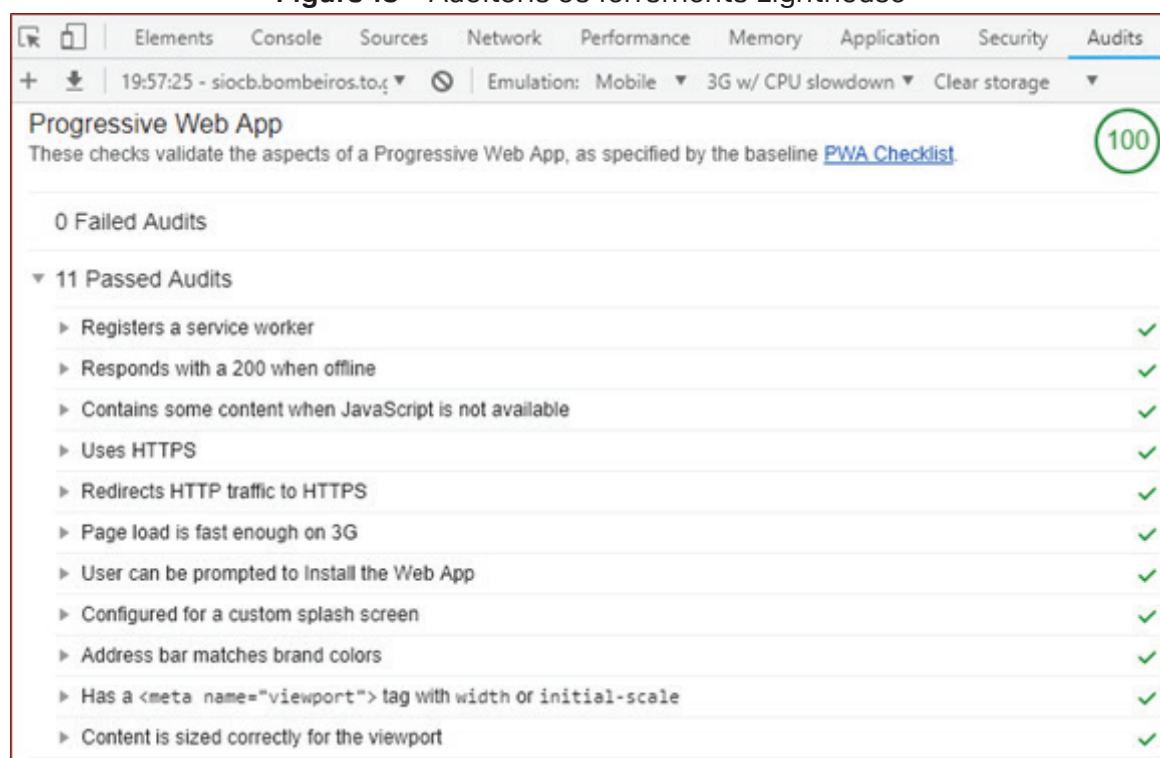 Elements Console Sources Network Performance Memory Application Security Audits
19:57:25 - siocb.bombeiros.to.g Emulation: Mobile 3G w/ CPU slowdown Clear storage
Progressive Web App
100
These checks validate the aspects of a Progressive Web App, as specified by the baseline PWA Checklist.
0 Failed Audits
11 Passed Audits
Registers a service worker
Responds with a 200 when offline
Contains some content when JavaScript is not available
Uses HTTPS
Redirects HTTP traffic to HTTPS
Page load is fast enough on 3G
User can be prompted to Install the Web App
Configured for a custom splash screen
Address bar matches brand colors
Has a <meta name="viewport"> tag with width or initial-scale
Content is sized correctly for the viewport